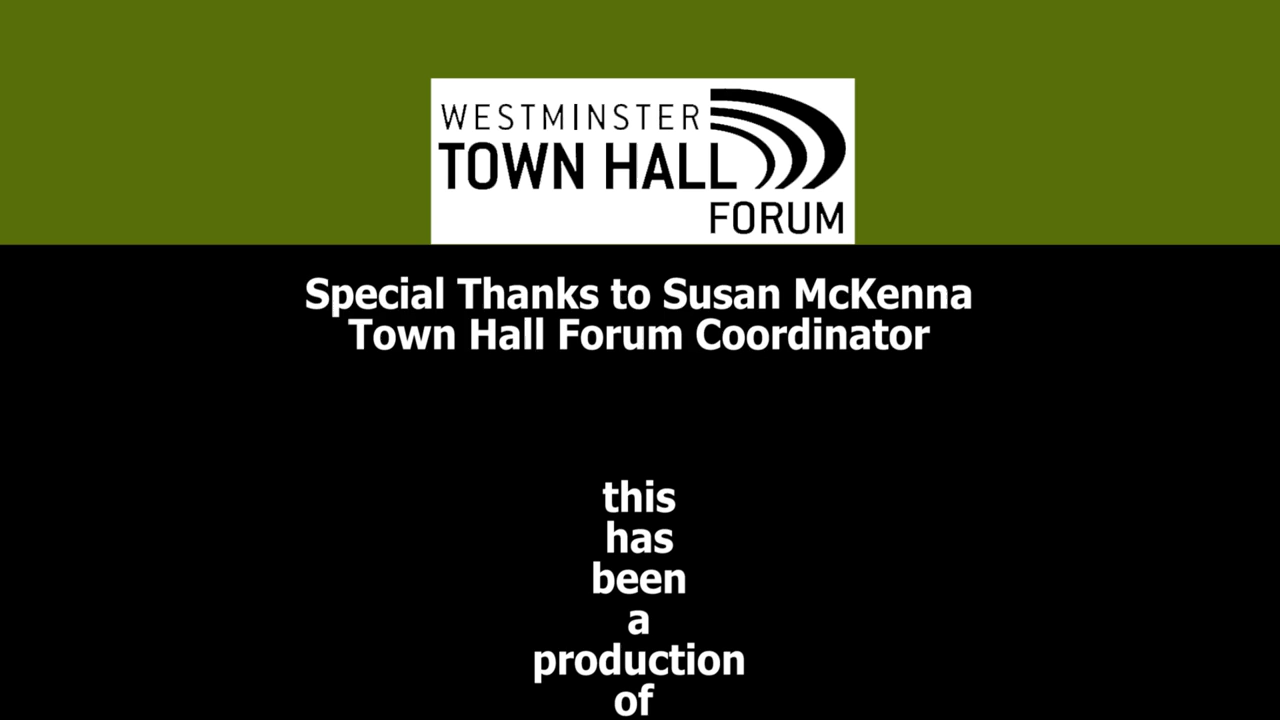 WESTMINSTER
TOWN HALL
FORUM
Special Thanks to Susan McKenna
Town Hall Forum Coordinator
this
has
been
a
production
of